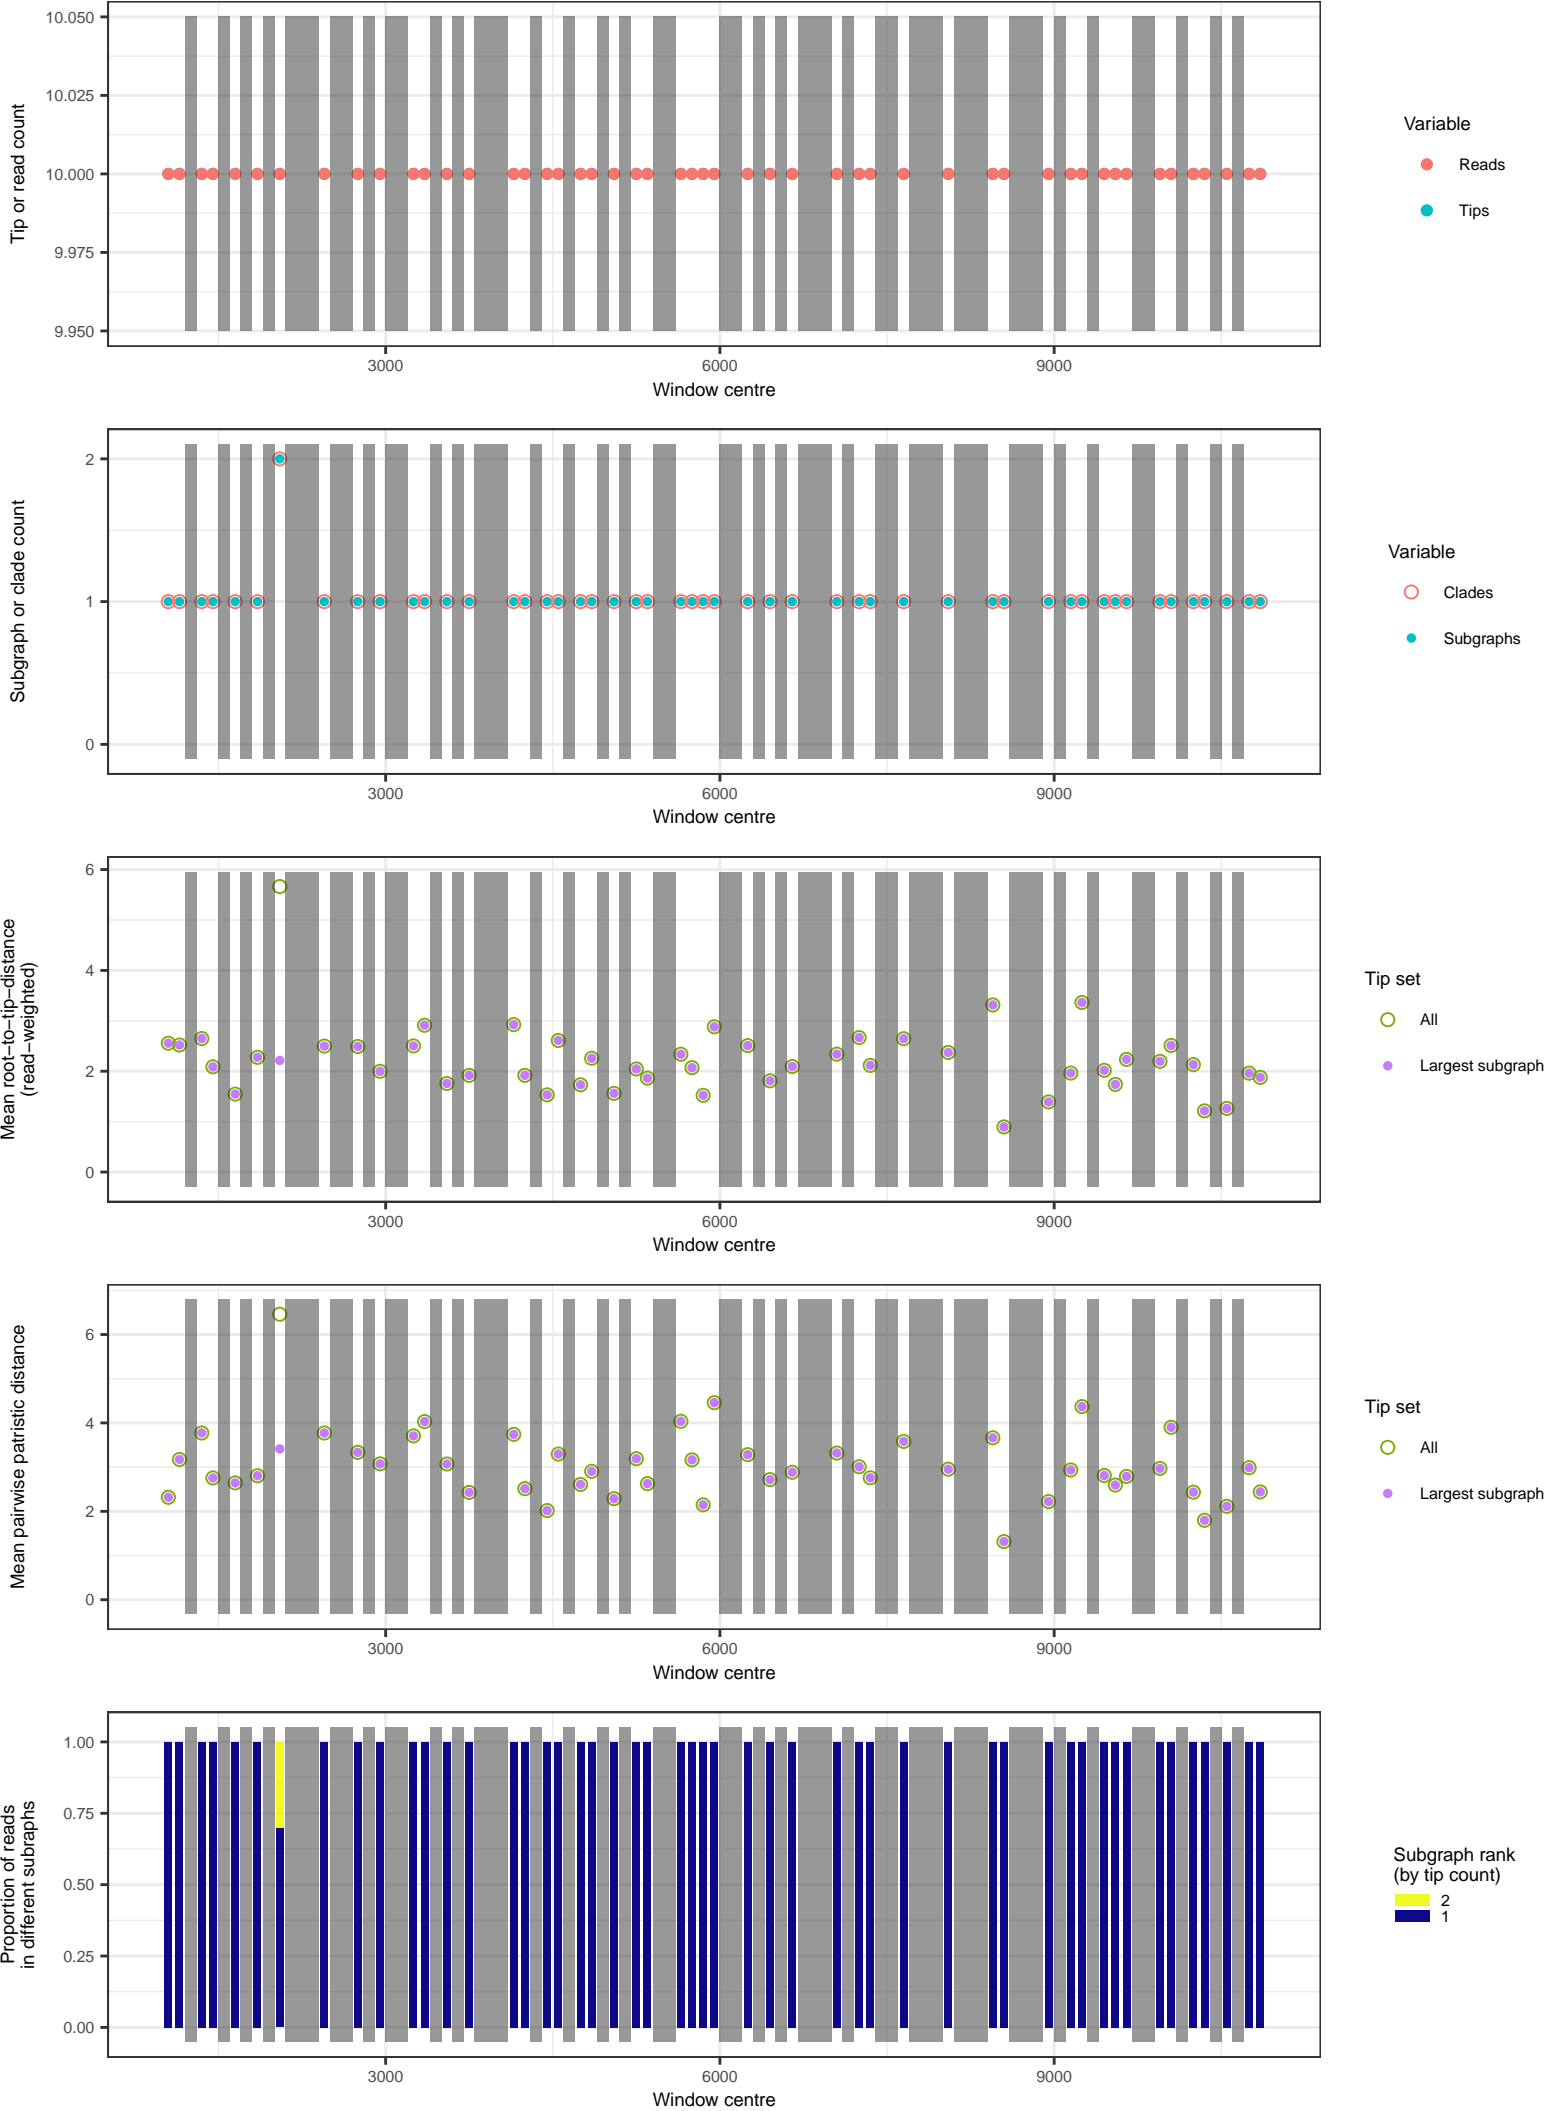 10.050
10.025
10.000
9.975
9.950
Tip or read count
3000
6000
9000
Window centre
Variable
Reads
Tips
2
1
0
Subgraph or clade count
3000
6000
9000
Window centre
Variable
Clades
Subgraphs
6
4
2
0
Mean root−to−tip−distance
(read−weighted)
3000
6000
9000
Window centre
Tip set
All
Largest subgraph
6
4
2
0
Mean pairwise patristic distance
3000
6000
9000
Window centre
Tip set
All
Largest subgraph
1.00
0.75
0.50
0.25
0.00
Proportion of reads
in different subraphs
3000
6000
9000
Window centre
Subgraph rank
(by tip count)
2
1